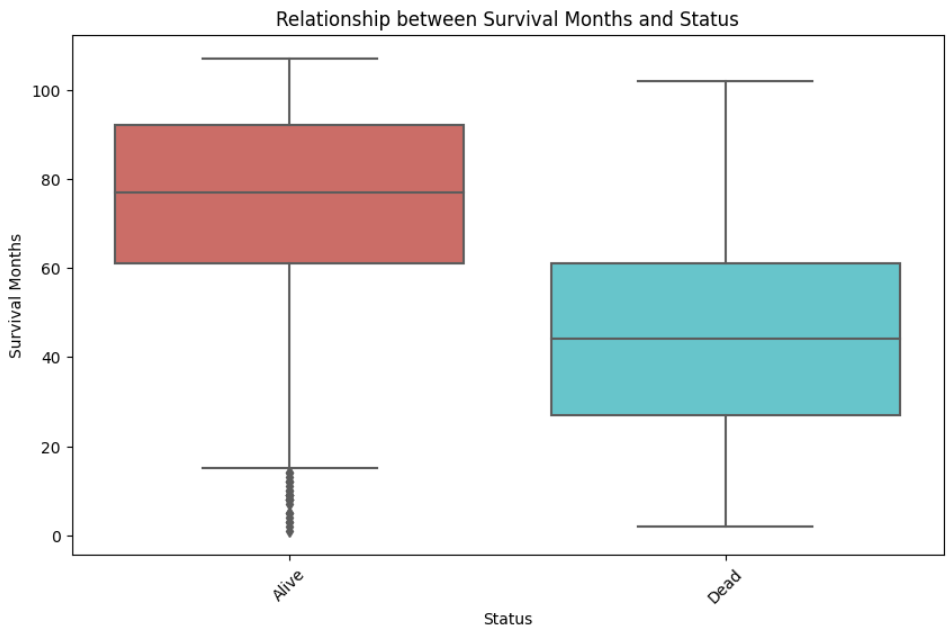 Relationship between Survival Months and Status
Survival Months
100
80
60
40
20
0
Alive
Dead
Status